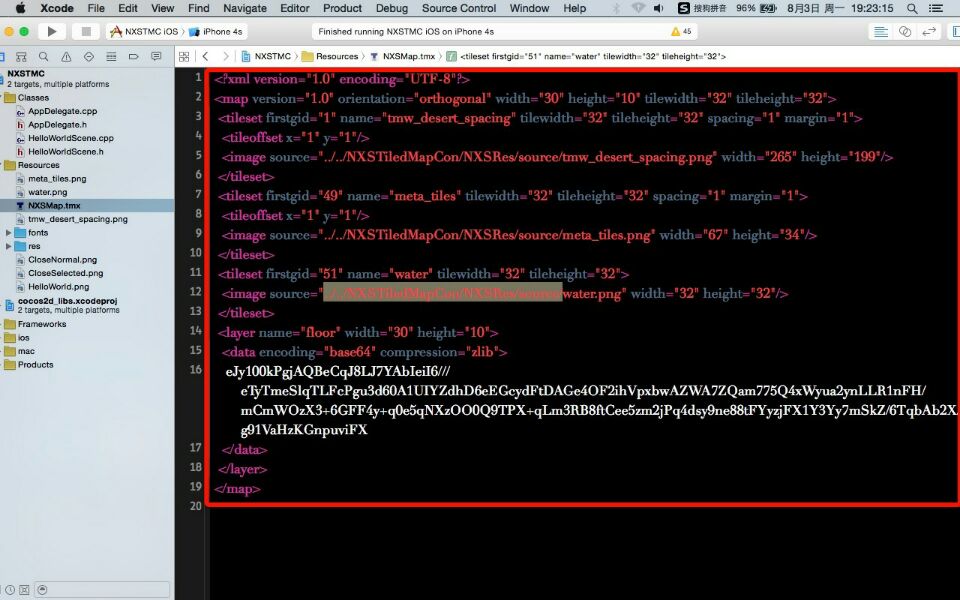 Xcode File Edit View Find Navigate Editor Product Debug Source Control Window Help 搜狗拼音 96% 8月3日 周一 19:23:15
NXSTMC iOS iPhone 4s Finished running NXSTMC iOS on iPhone 4s 45
NXSTMC Resources NXSMap.tmx <tileset firstgid="51" name="water" tilewidth="32" tileheight="32">
NXSTMC
2 targets, multiple platforms
Classes
AppDelegate.cpp
AppDelegate.h
HelloWorldScene.cpp
HelloWorldScene.h
Resources
meta_tiles.png
water.png
NXSMap.tmx
tmw_desert_spacing.png
fonts
res
CloseNormal.png
CloseSelected.png
HelloWorld.png
cocos2d_libs.xcodeproj
2 targets, multiple platforms
Frameworks
ios
mac
Products
1 <?xml version="1.0" encoding="UTF-8"?>
2 <map version="1.0" orientation="orthogonal" width="30" height="10" tilewidth="32" tileheight="32">
3 <tileset firstgid="1" name="tmw_desert_spacing" tilewidth="32" tileheight="32" spacing="1" margin="1">
4 <tileoffset x="1" y="1"/>
5 <image source="../../NXSTiledMapCon/NXSRes/source/tmw_desert_spacing.png" width="265" height="199"/>
6 </tileset>
7 <tileset firstgid="49" name="meta_tiles" tilewidth="32" tileheight="32" spacing="1" margin="1">
8 <tileoffset x="1" y="1"/>
9 <image source="../../NXSTiledMapCon/NXSRes/source/meta_tiles.png" width="67" height="34"/>
10 </tileset>
11 <tileset firstgid="51" name="water" tilewidth="32" tileheight="32">
12 <image source="../../NXSTiledMapCon/NXSRes/source/water.png" width="32" height="32"/>
13 </tileset>
14 <layer name="floor" width="30" height="10">
15 <data encoding="base64" compression="zlib">
16 eJy100kPgjAQBeCqJ8LJ7YAbIeiI6///
eTyTmeSlqTLFcPgu3d60A1UIYZdhD6eEGcydFtDAGe4OF2ihVpxbwAZWA7ZQam775Q4xWyua2ynLLR1nFH/
mCmWOzX3+6GFF4y+q0e5qNXzOO0Q9TPX+qLm3RB8ftCee5zm2jPq4dsy9ne88tFYyzjFX1Y3Yy7mSkZ/6TqbAb2X
g91VaHzKGnpuviFX
17 </data>
18 </layer>
19 </map>
20